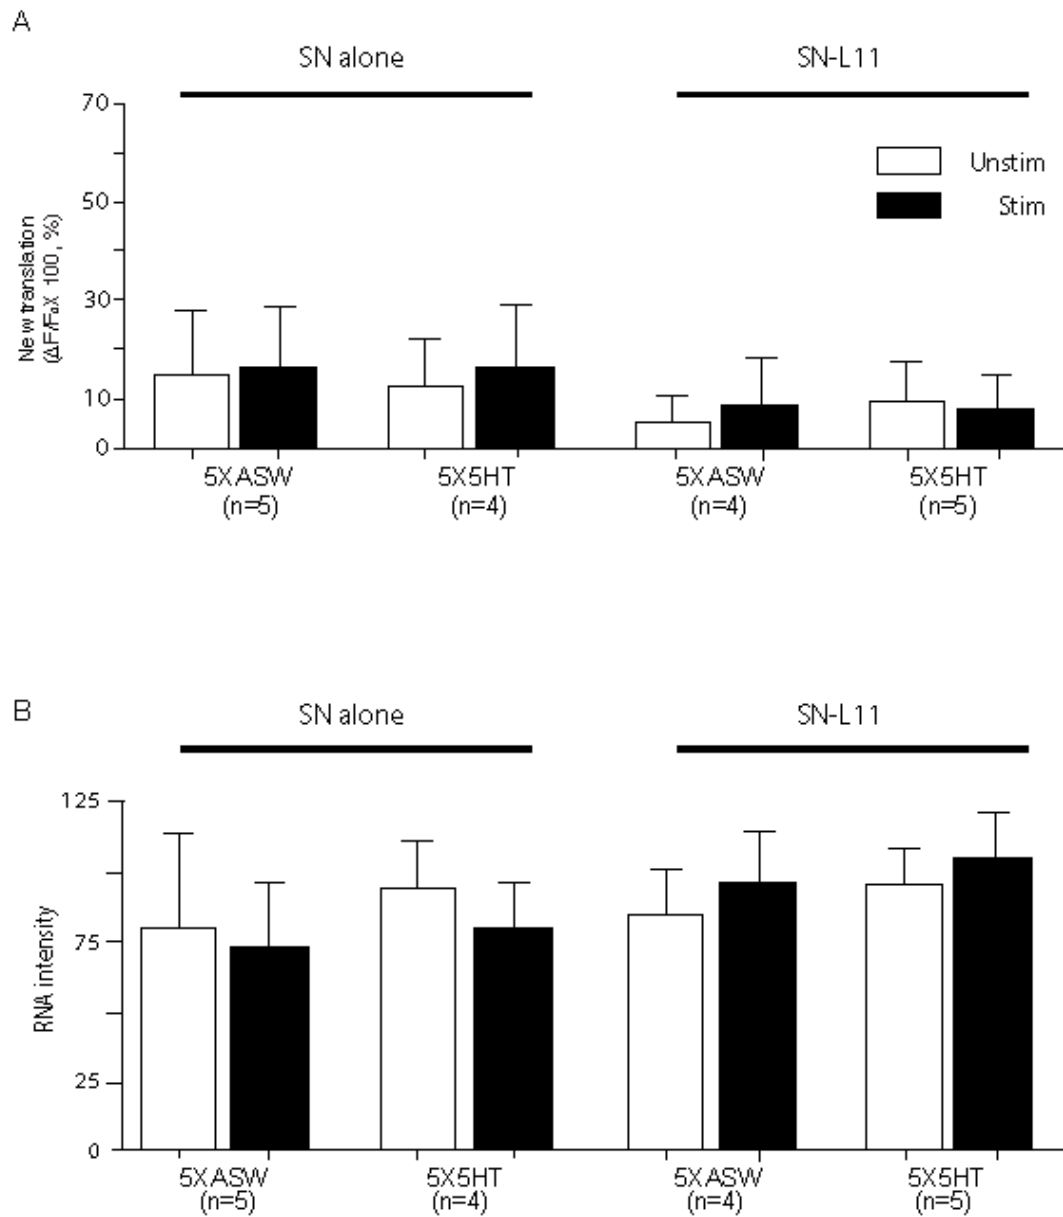 A
SN alone
SN-L11
70
50
30
10
0
New translation
(ΔF/F₀X 100, %)
Unstim
Stim
5XASW
(n=5)
5X5HT
(n=4)
5XASW
(n=4)
5X5HT
(n=5)
B
SN alone
SN-L11
125
75
25
0
RNA intensity
5XASW
(n=5)
5X5HT
(n=4)
5XASW
(n=4)
5X5HT
(n=5)